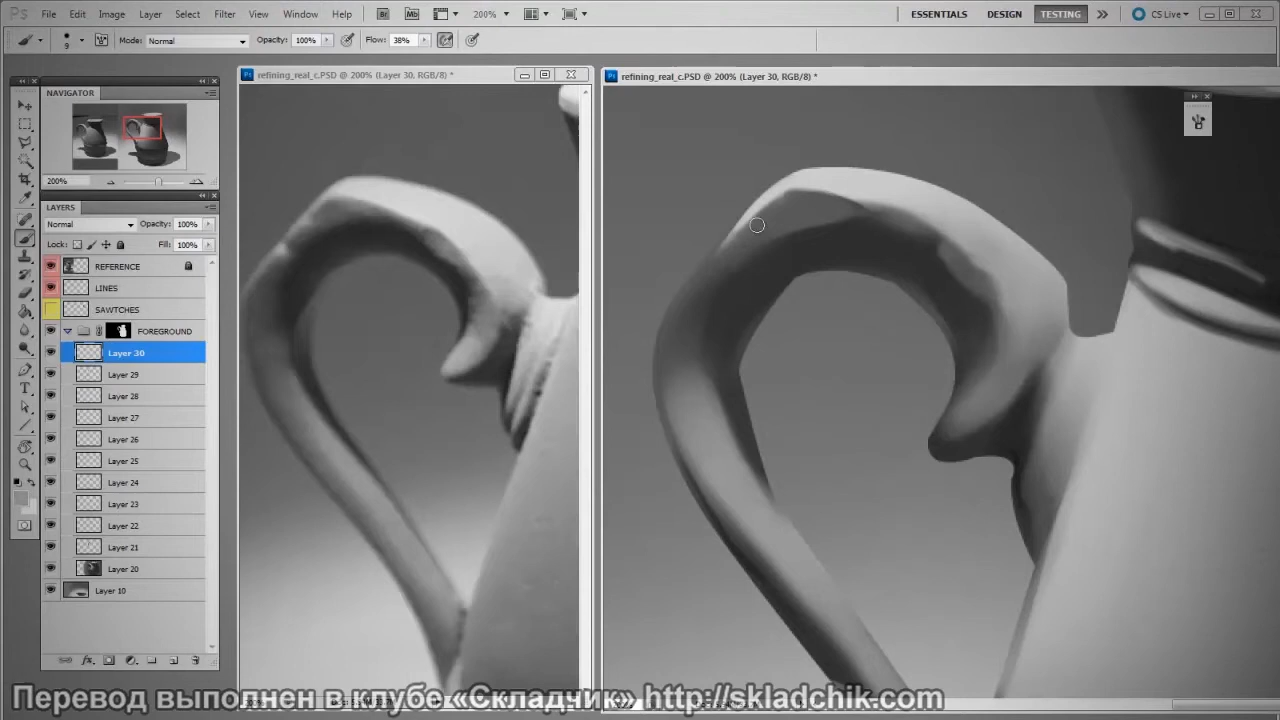 File Edit Image Layer Select Filter View Window Help Br Mb 200% ESSENTIALS DESIGN TESTING CS Live
9 Mode: Normal Opacity: 100% Flow: 38%
refining_real_c.PSD @ 200% (Layer 30, RGB/8) *
refining_real_c.PSD @ 200% (Layer 30, RGB/8) *
NAVIGATOR
200%
LAYERS
Normal Opacity: 100%
Lock: Fill: 100%
REFERENCE
LINES
SAWTCHES
FOREGROUND
Layer 30
Layer 29
Layer 28
Layer 27
Layer 26
Layer 25
Layer 24
Layer 23
Layer 22
Layer 21
Layer 20
Layer 10
Перевод выполнен в клубе «Складчик» http://skladchik.com